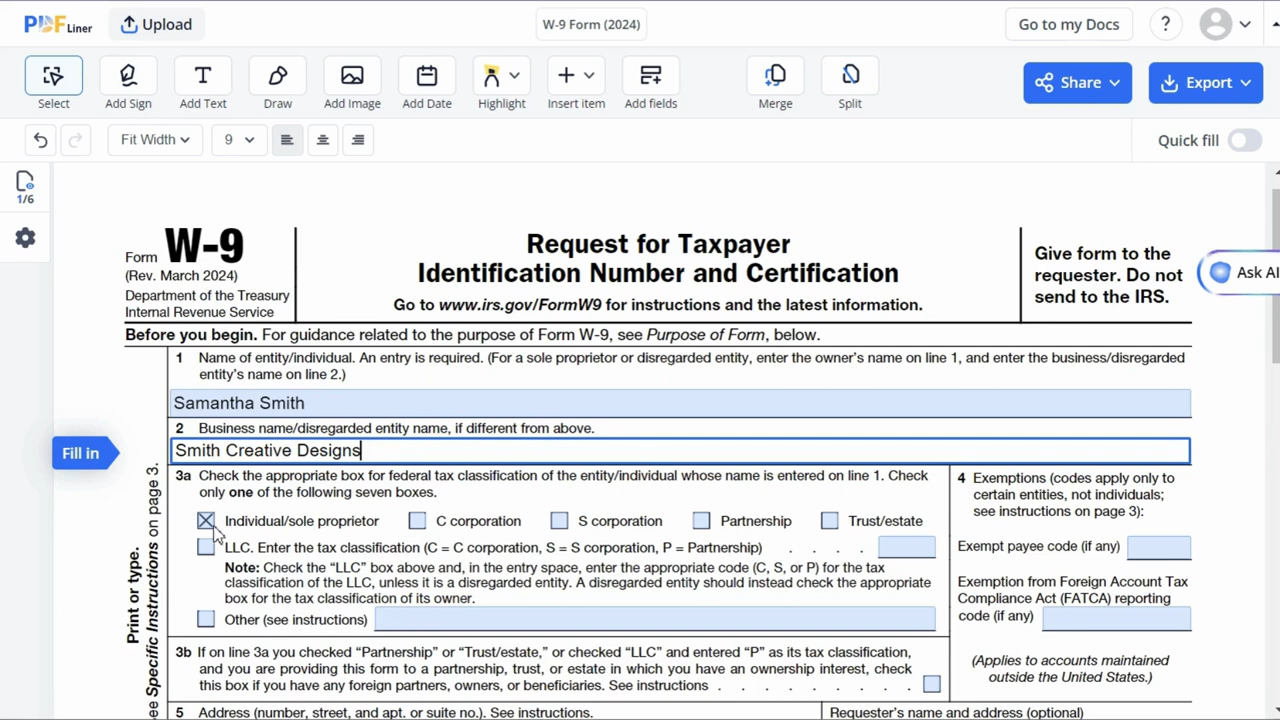 PDFLiner
Upload
W-9 Form (2024)
Go to my Docs
?
Select
Add Sign
Add Text
Draw
Add Image
Add Date
Highlight
Insert item
Add fields
Merge
Split
Share
Export
Fit Width
9
Quick fill
1/6
Form W-9
(Rev. March 2024)
Department of the Treasury
Internal Revenue Service
Request for Taxpayer
Identification Number and Certification
Go to www.irs.gov/FormW9 for instructions and the latest information.
Give form to the
requester. Do not
send to the IRS.
Ask AI
Before you begin. For guidance related to the purpose of Form W-9, see Purpose of Form, below.
Print or type.
See Specific Instructions on page 3.
1 Name of entity/individual. An entry is required. (For a sole proprietor or disregarded entity, enter the owner's name on line 1, and enter the business/disregarded
entity's name on line 2.)
Samantha Smith
2 Business name/disregarded entity name, if different from above.
Fill in
Smith Creative Designs
3a Check the appropriate box for federal tax classification of the entity/individual whose name is entered on line 1. Check
only one of the following seven boxes.
Individual/sole proprietor C corporation S corporation Partnership Trust/estate
LLC. Enter the tax classification (C = C corporation, S = S corporation, P = Partnership) . . . .
Note: Check the "LLC" box above and, in the entry space, enter the appropriate code (C, S, or P) for the tax
classification of the LLC, unless it is a disregarded entity. A disregarded entity should instead check the appropriate
box for the tax classification of its owner.
Other (see instructions)
4 Exemptions (codes apply only to
certain entities, not individuals;
see instructions on page 3):
Exempt payee code (if any)
Exemption from Foreign Account Tax
Compliance Act (FATCA) reporting
code (if any)
(Applies to accounts maintained
outside the United States.)
3b If on line 3a you checked "Partnership" or "Trust/estate," or checked "LLC" and entered "P" as its tax classification,
and you are providing this form to a partnership, trust, or estate in which you have an ownership interest, check
this box if you have any foreign partners, owners, or beneficiaries. See instructions . . . . . . . . .
5 Address (number, street, and apt. or suite no.). See instructions.
Requester's name and address (optional)